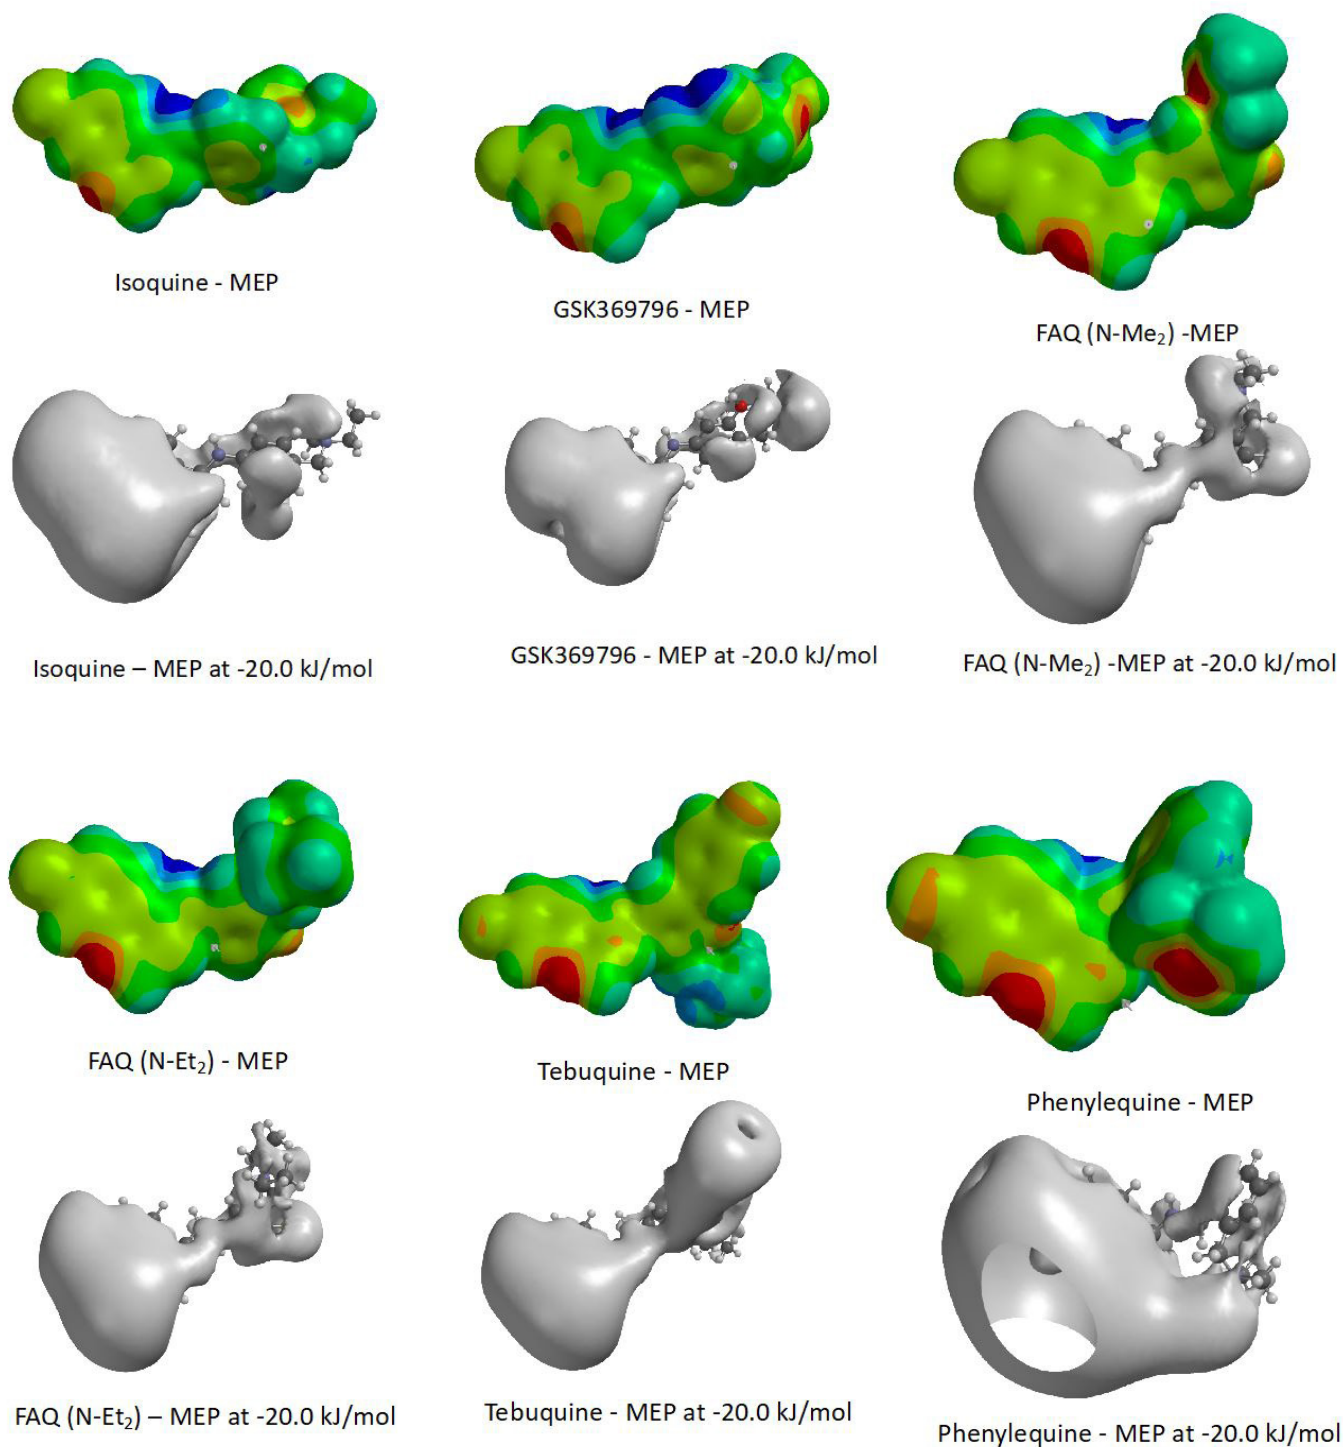 Isoquine - MEP
GSK369796 - MEP
FAQ (N-Me₂) -MEP
Isoquine – MEP at -20.0 kJ/mol
GSK369796 - MEP at -20.0 kJ/mol
FAQ (N-Me₂) -MEP at -20.0 kJ/mol
FAQ (N-Et₂) - MEP
Tebuquine - MEP
Phenylequine - MEP
FAQ (N-Et₂) – MEP at -20.0 kJ/mol
Tebuquine - MEP at -20.0 kJ/mol
Phenylequine - MEP at -20.0 kJ/mol